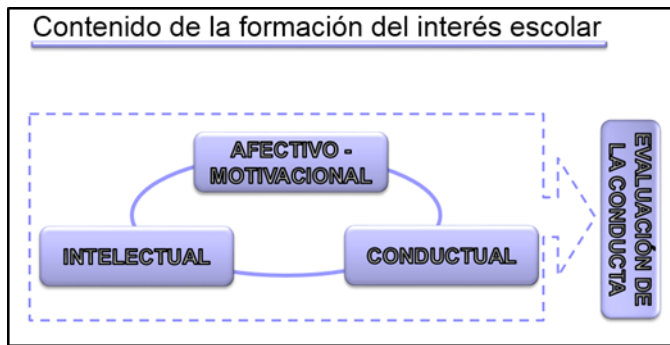 Contenido de la formación del interés escolar
AFECTIVO -
MOTIVACIONAL
INTELECTUAL
CONDUCTUAL
EVALUACIÓN DE
LA CONDUCTA